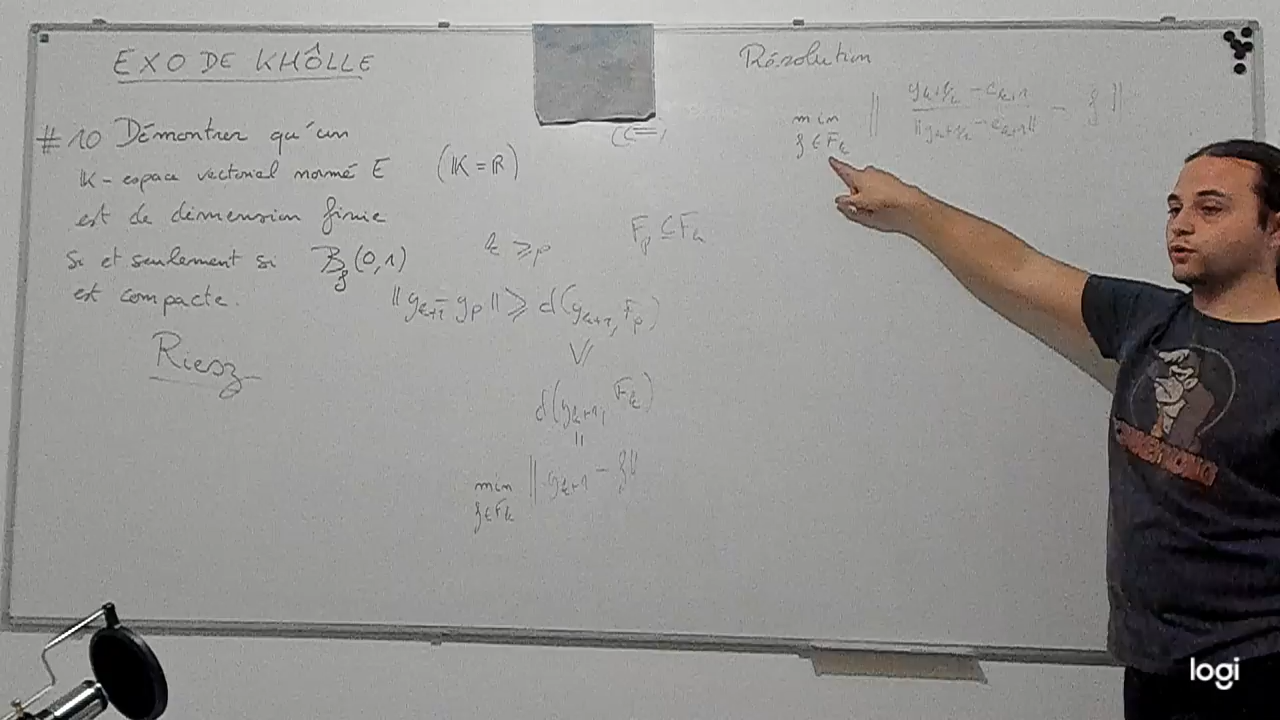 EXO DE KHÔLLE
#10 Démontrer qu'un
K-espace vectoriel normé E (K = R)
est de dimension finie
si et seulement si B_f(0,1)
est compacte.
Riesz
k ≥ p F_p ⊆ F_k
‖y_{k+1} - y_p‖ ≥ d(y_{k+1}, F_p)
d(y_{k+1}, F_k)
=
min ‖y_{k+1} - f‖
f ∈ F_k
Résolution
min
f ∈ F_k
logi